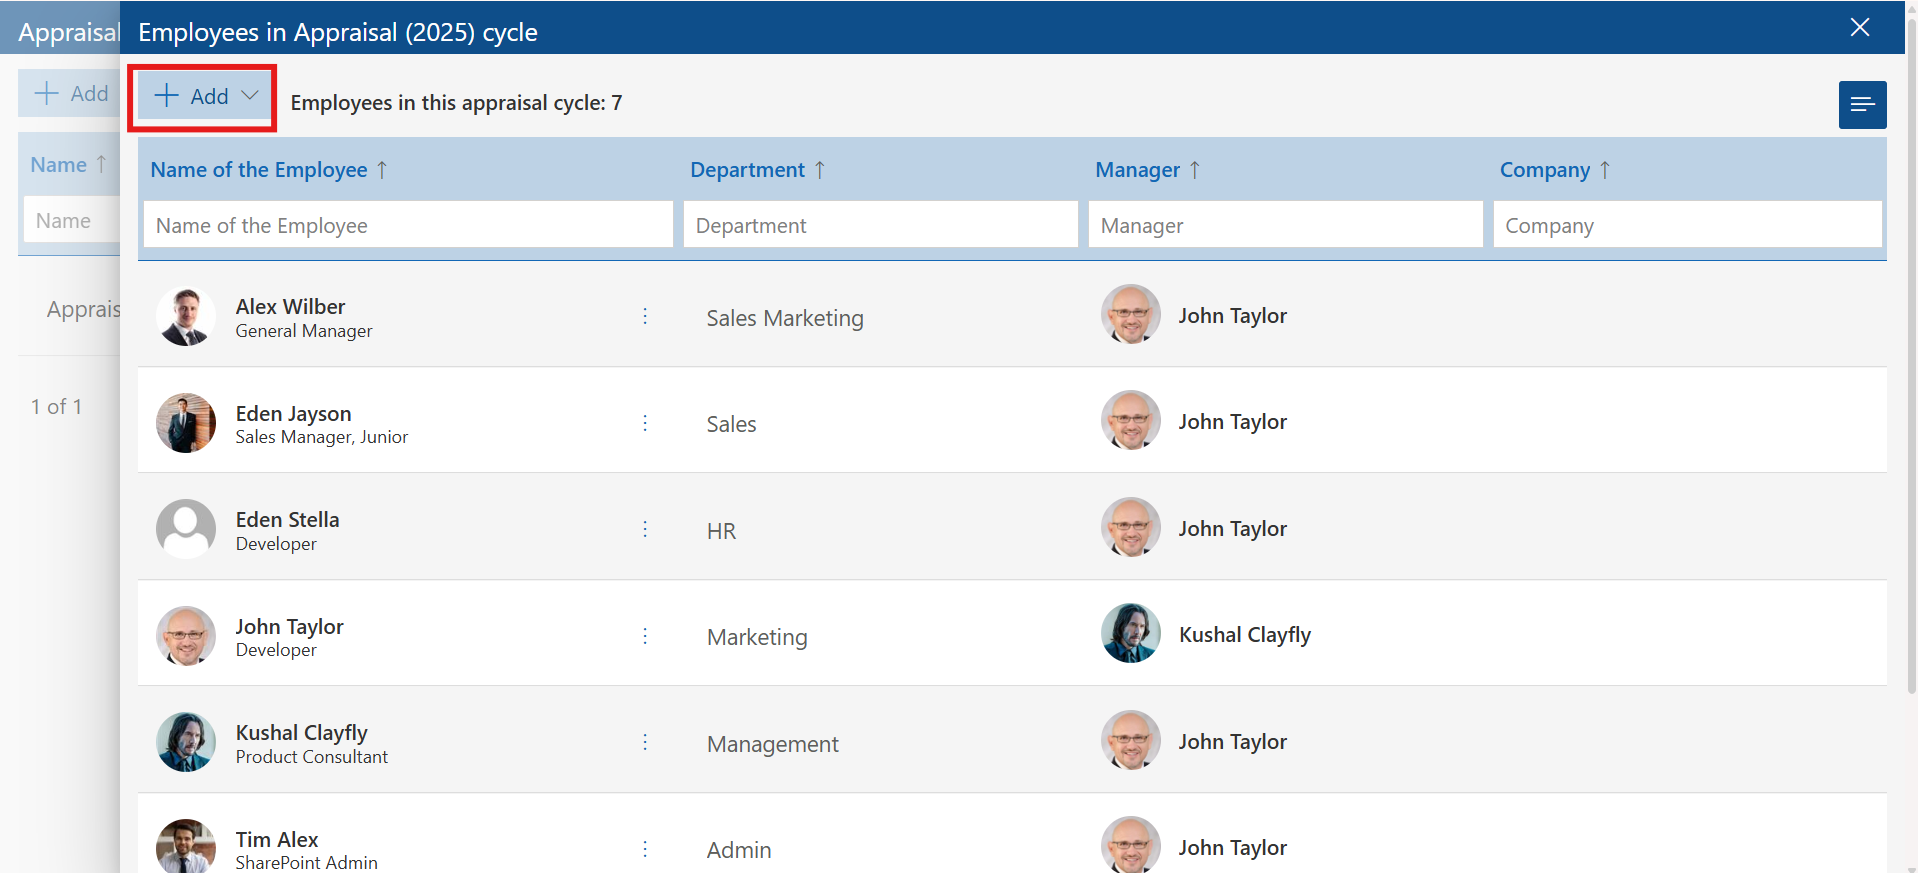 Appraisal
Employees in Appraisal (2025) cycle
Add
Add
Employees in this appraisal cycle: 7
Name ↑
Name of the Employee ↑
Department ↑
Manager ↑
Company ↑
Name
Name of the Employee
Department
Manager
Company
Apprais
Alex Wilber
General Manager
Sales Marketing
John Taylor
Eden Jayson
Sales Manager, Junior
Sales
John Taylor
1 of 1
Eden Stella
Developer
HR
John Taylor
John Taylor
Developer
Marketing
Kushal Clayfly
Kushal Clayfly
Product Consultant
Management
John Taylor
Tim Alex
SharePoint Admin
Admin
John Taylor